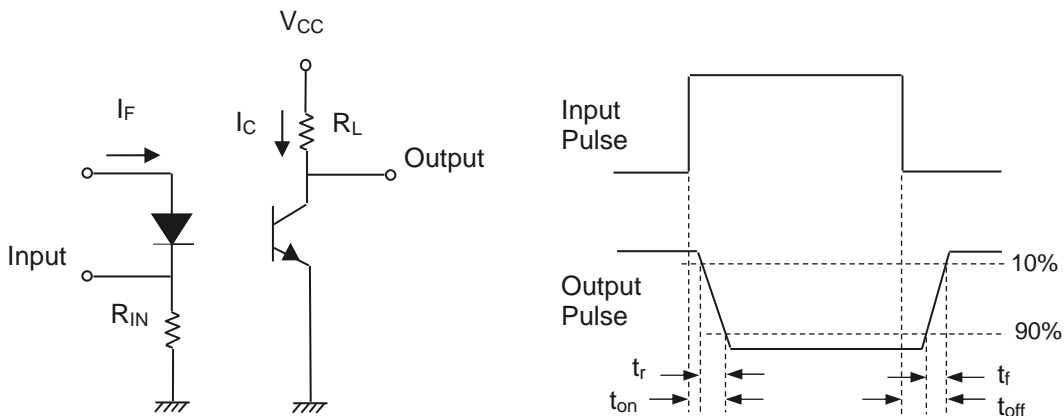 V_CC
I_F
I_C
R_L
Output
Input
R_IN
Input
Pulse
10%
Output
Pulse
90%
t_r
t_f
t_on
t_off